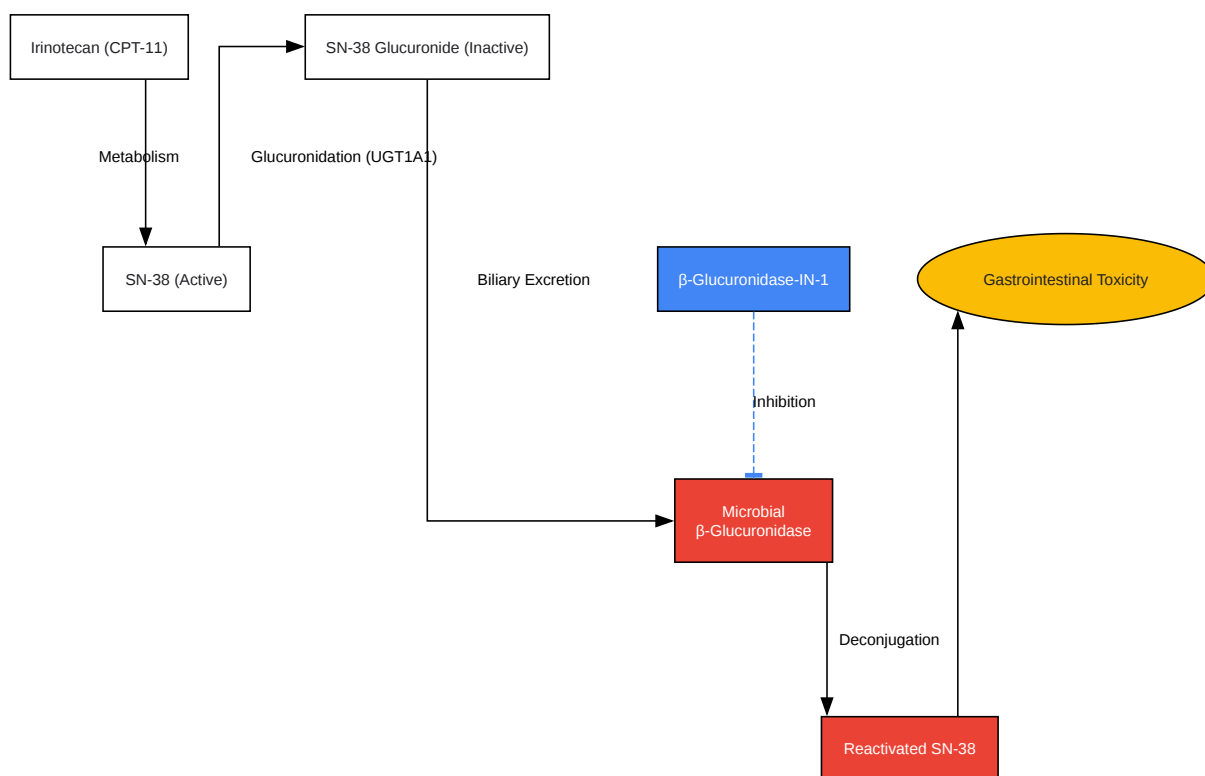 Irinotecan (CPT-11)
SN-38 Glucuronide (Inactive)
Metabolism
Glucuronidation (UGT1A1)
SN-38 (Active)
Biliary Excretion
β-Glucuronidase-IN-1
Gastrointestinal Toxicity
Inhibition
Microbial
β-Glucuronidase
Deconjugation
Reactivated SN-38